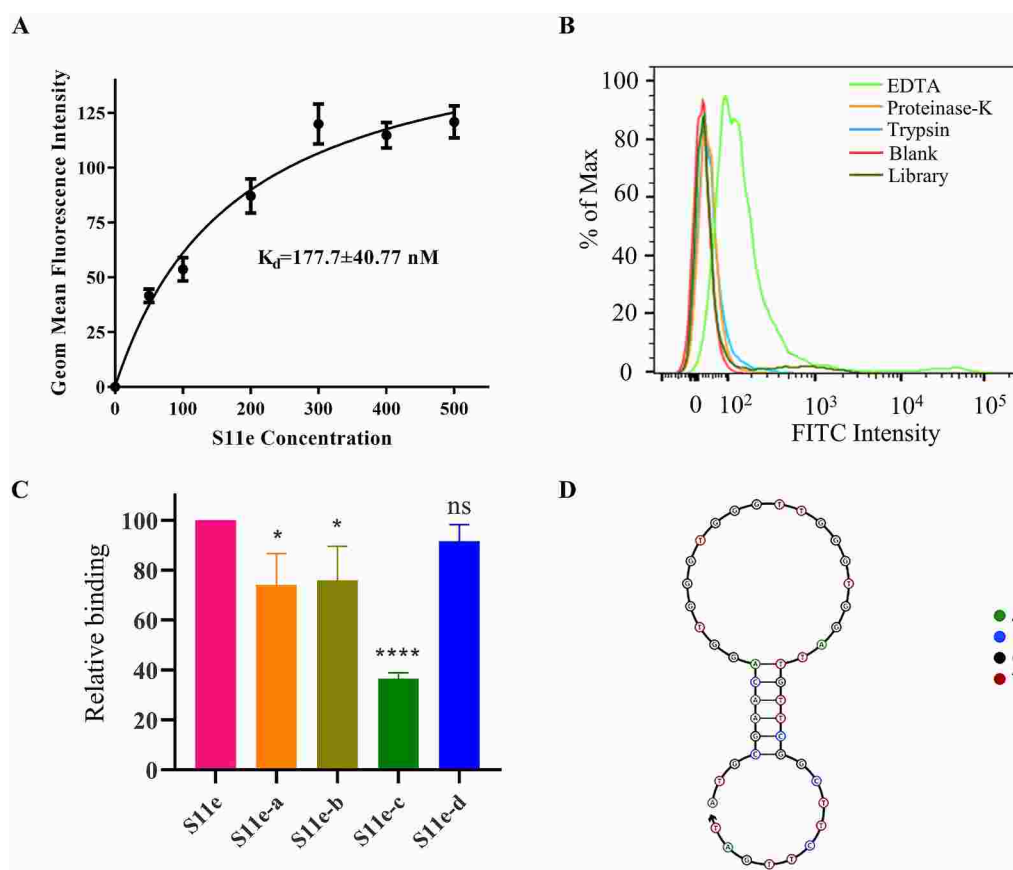 A
Geom Mean Fluorescence Intensity
125
100
75
50
25
0
Kd=177.7±40.77 nM
0 100 200 300 400 500
S11e Concentration
B
% of Max
100
80
60
40
20
0
EDTA
Proteinase-K
Trypsin
Blank
Library
0 10² 10³ 10⁴ 10⁵
FITC Intensity
C
Relative binding
100
80
60
40
20
0
* * **** ns
S11e S11e-a S11e-b S11e-c S11e-d
D